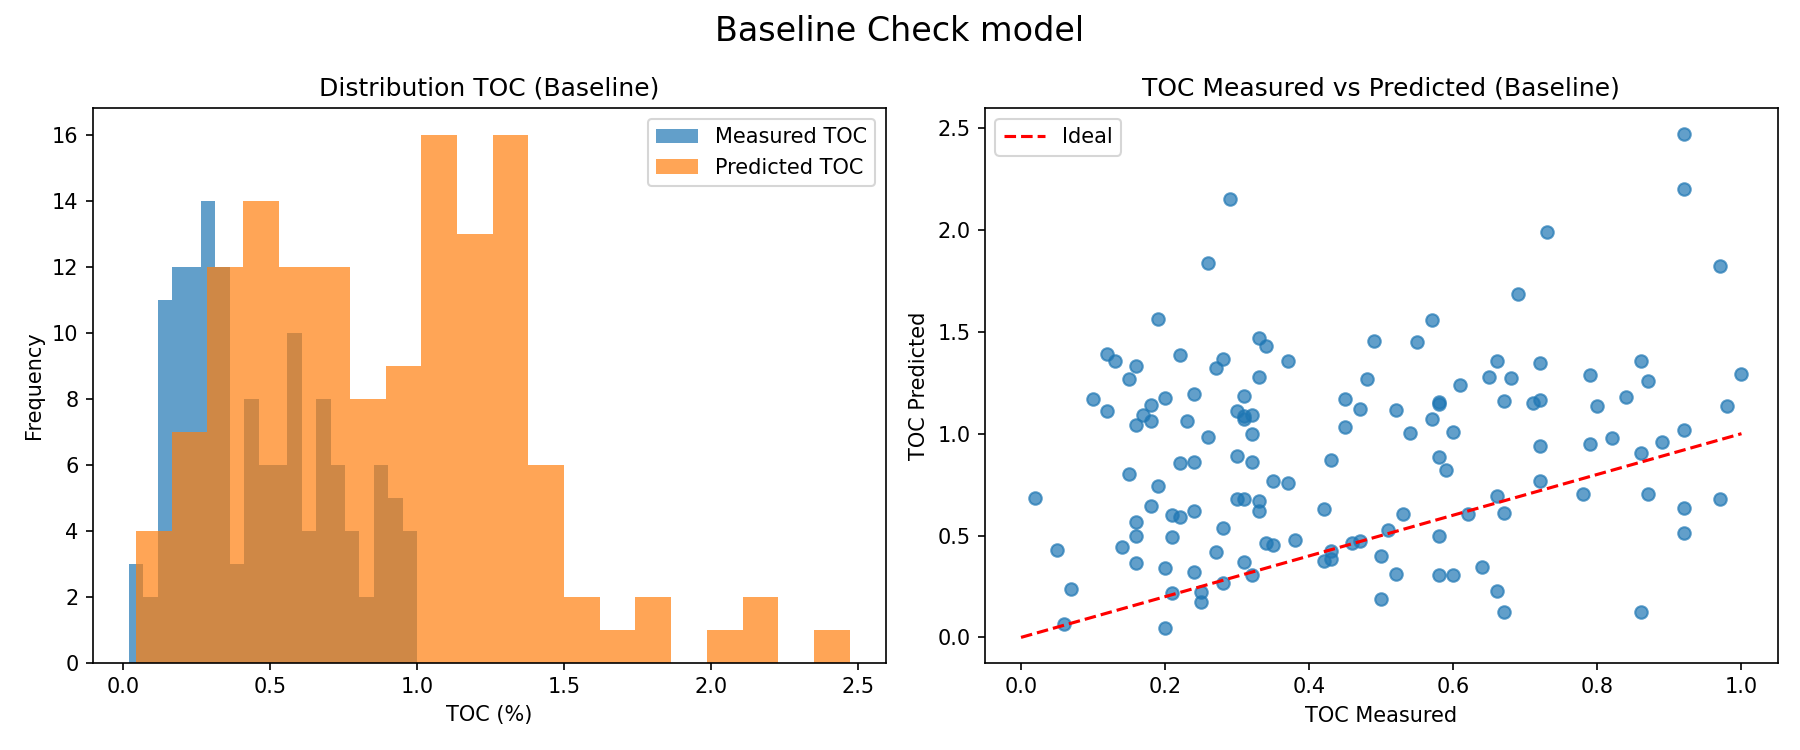 Baseline Check model
Distribution TOC (Baseline)
Measured TOC
Predicted TOC
Frequency
16
14
12
10
8
6
4
2
0
0.0 0.5 1.0 1.5 2.0 2.5
TOC (%)
TOC Measured vs Predicted (Baseline)
Ideal
TOC Predicted
2.5
2.0
1.5
1.0
0.5
0.0
0.0 0.2 0.4 0.6 0.8 1.0
TOC Measured